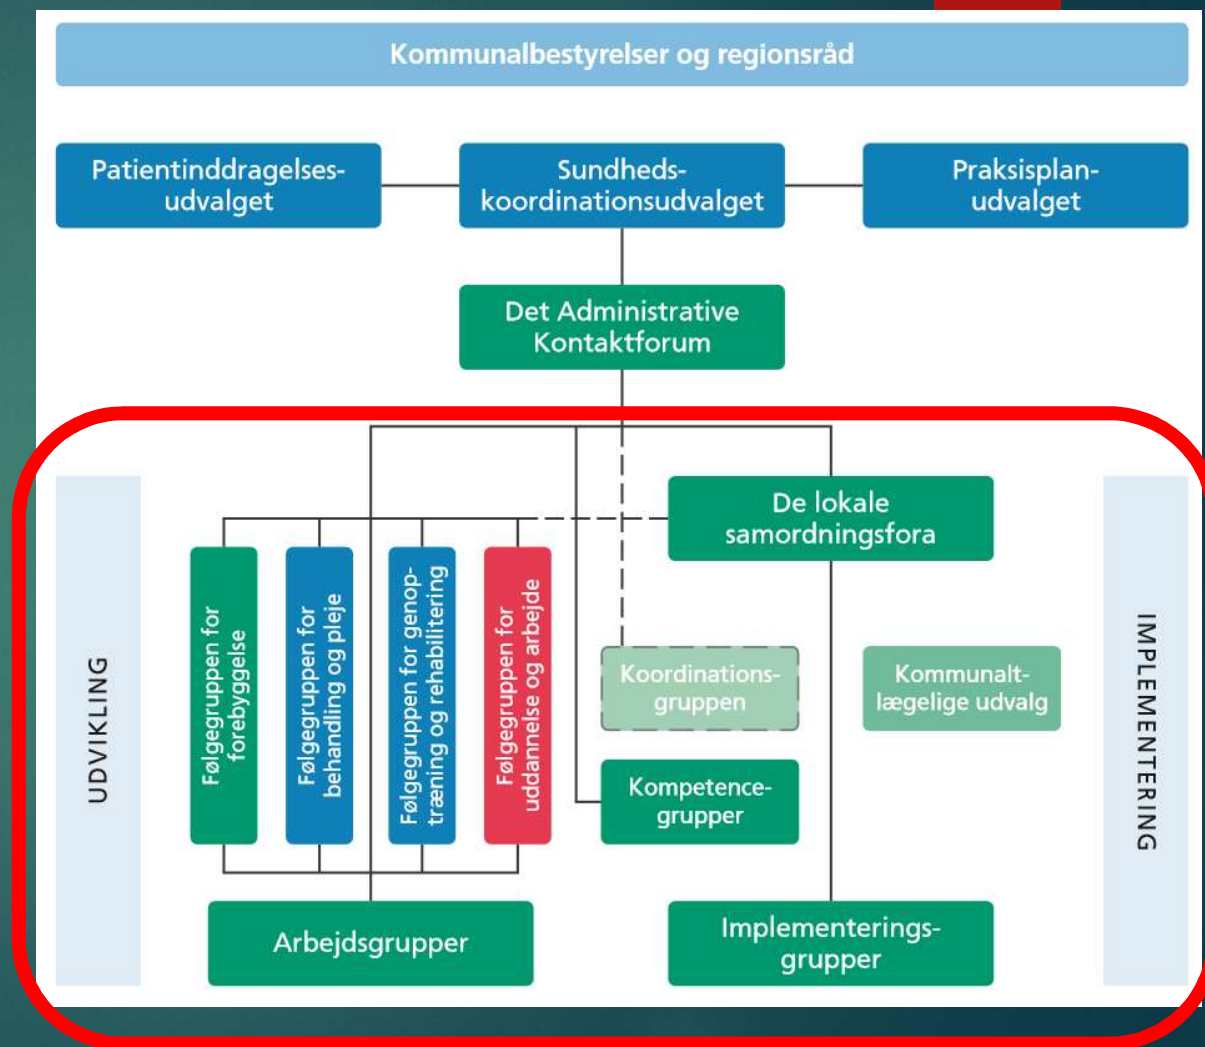 Kommunalbestyrelser og regionsråd
Patientinddragelses-
udvalget
Sundheds-
koordinationsudvalget
Praksisplan-
udvalget
Det Administrative
Kontaktforum
De lokale
samordningsfora
UDVIKLING
Følgegruppen for
forebyggelse
Følgegruppen for
behandling og pleje
Følgegruppen for genop-
træning og rehabilitering
Følgegruppen for
uddannelse og arbejde
Koordinations-
gruppen
Kommunalt-
lægelige udvalg
IMPLEMENTERING
Kompetence-
grupper
Arbejdsgrupper
Implementerings-
grupper